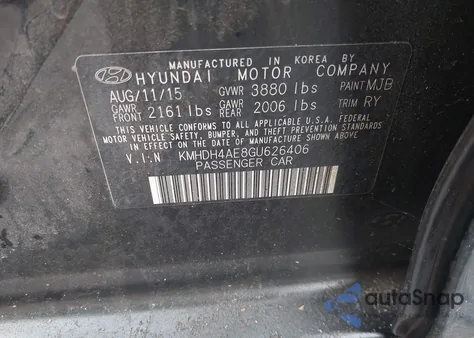 MANUFACTURED IN KOREA BY
HYUNDAI MOTOR COMPANY
AUG/11/15 GVWR 3880 lbs PAINT MJB
GAWR FRONT 2161 lbs GAWR REAR 2006 lbs TRIM RY
THIS VEHICLE CONFORMS TO ALL APPLICABLE U.S.A. FEDERAL
MOTOR VEHICLE SAFETY, BUMPER, AND THEFT PREVENTION
STANDARDS IN EFFECT ON THE DATE OF MANUFACTURE SHOWN ABOVE.
V.I.N KMHDH4AE8GU626406
PASSENGER CAR
autoSnap